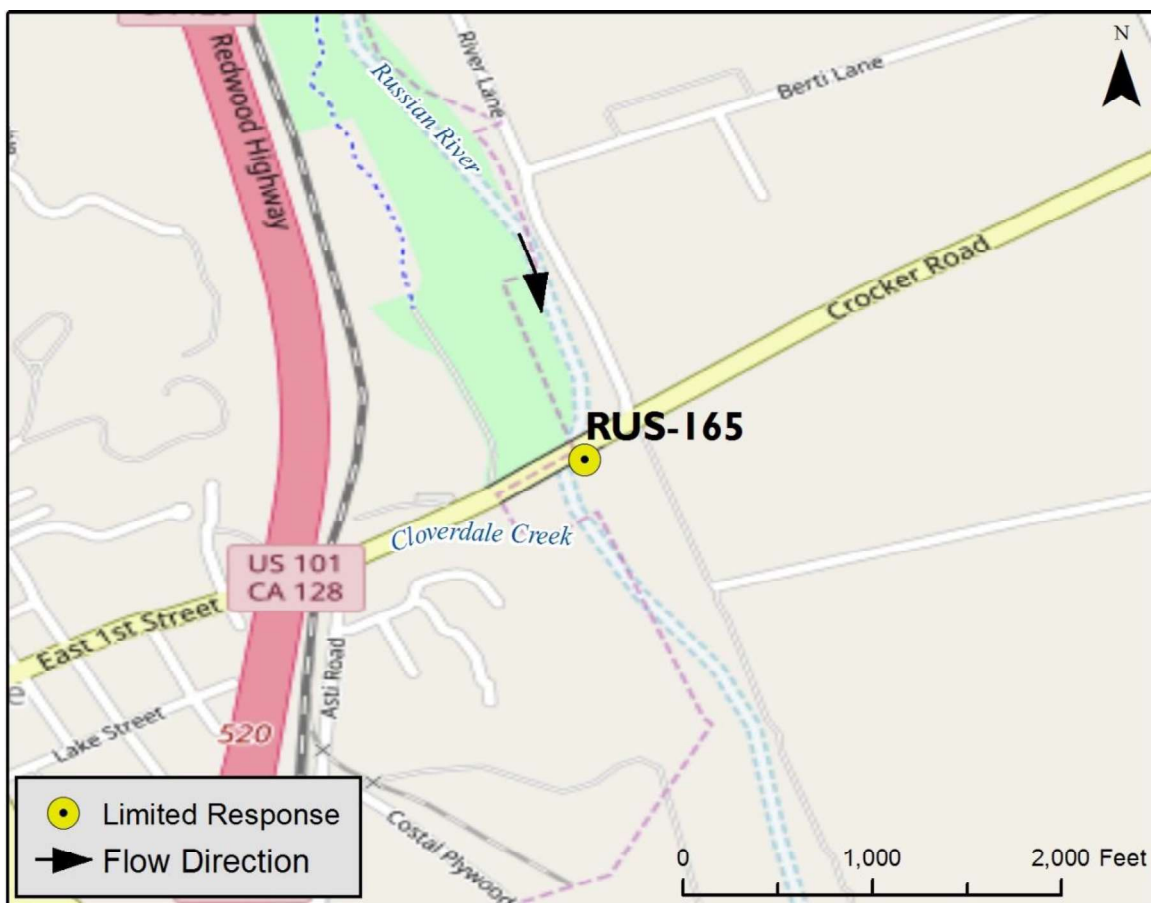 N
Redwood Highway
Russian River
River Lane
Berti Lane
Crocker Road
RUS-165
Cloverdale Creek
US 101
CA 128
East 1st Street
Asti Road
Lake Street
520
Costal Plywood
Limited Response
Flow Direction
0 1,000 2,000 Feet